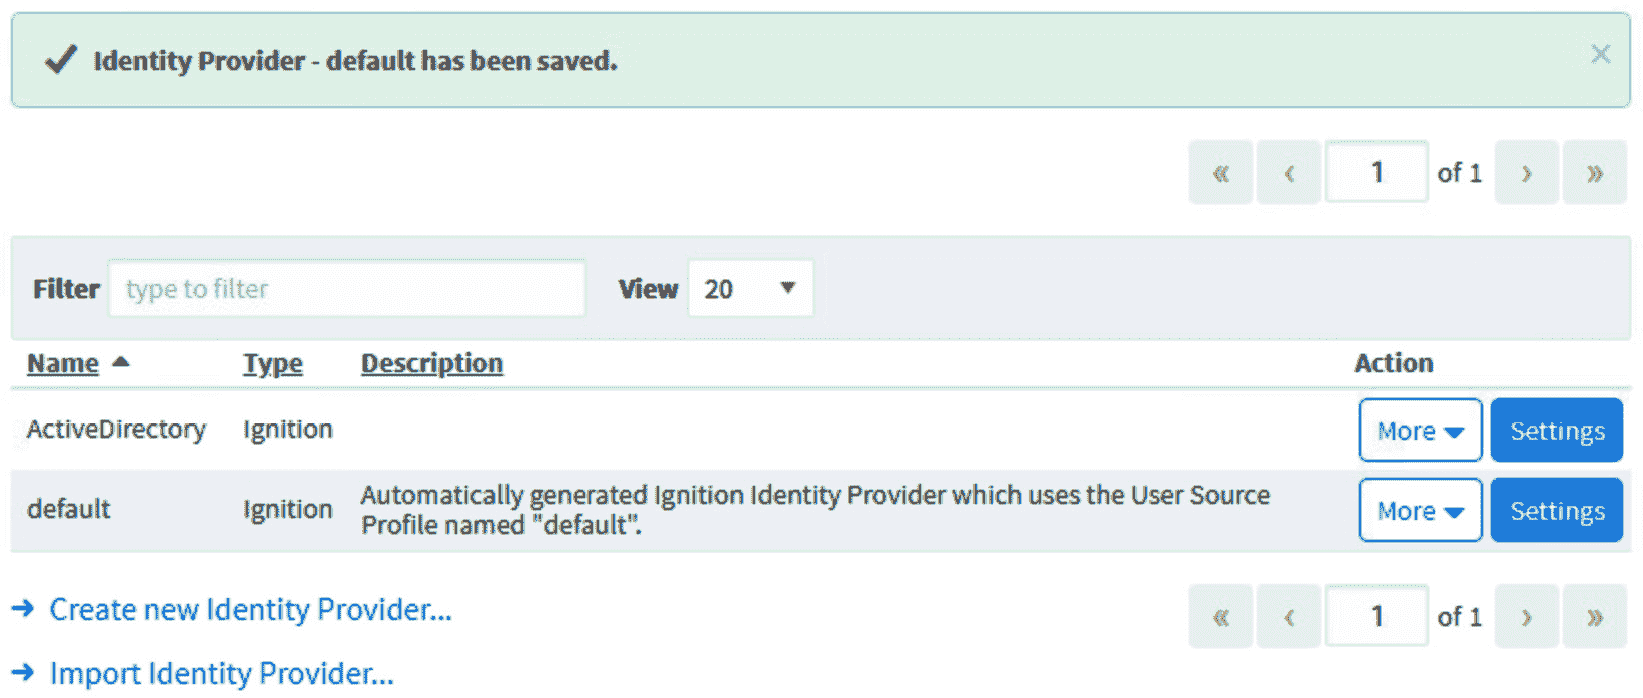 Identity Provider - default has been saved.
×
« ‹ 1 of 1 › »
Filter type to filter View 20
Name Type Description Action
ActiveDirectory Ignition More Settings
default Ignition Automatically generated Ignition Identity Provider which uses the User Source
Profile named "default". More Settings
Create new Identity Provider...
« ‹ 1 of 1 › »
Import Identity Provider...